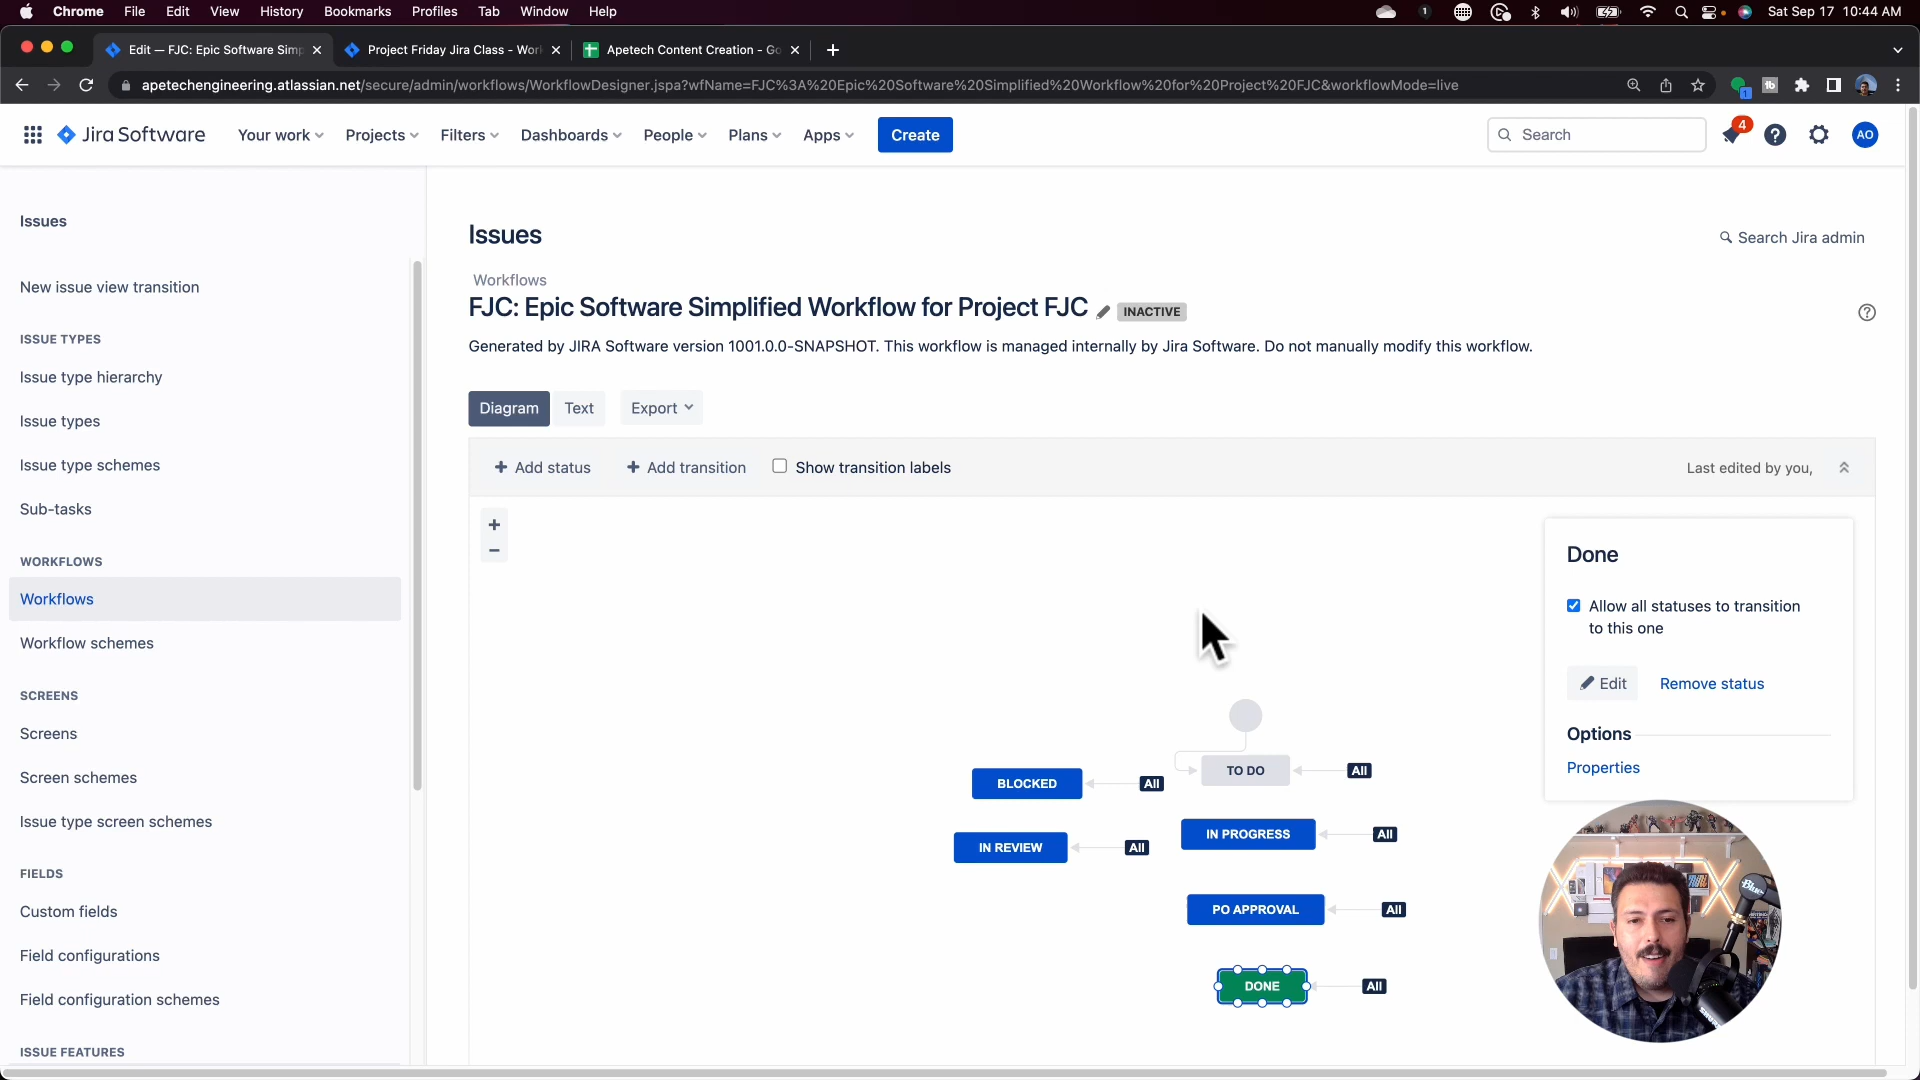 Chrome File Edit View History Bookmarks Profiles Tab Window Help
1
Sat Sep 17 10:44 AM
Edit — FJC: Epic Software Simp
Project Friday Jira Class - Wor
Apetech Content Creation - Go
apetechengineering.atlassian.net/secure/admin/workflows/WorkflowDesigner.jspa?wfName=FJC%3A%20Epic%20Software%20Simplified%20Workflow%20for%20Project%20FJC&workflowMode=live
tb
1
Jira Software
Your work Projects Filters Dashboards People Plans Apps Create
Search
4
AO
Issues
New issue view transition
ISSUE TYPES
Issue type hierarchy
Issue types
Issue type schemes
Sub-tasks
WORKFLOWS
Workflows
Workflow schemes
SCREENS
Screens
Screen schemes
Issue type screen schemes
FIELDS
Custom fields
Field configurations
Field configuration schemes
ISSUE FEATURES
Issues
Search Jira admin
Workflows
FJC: Epic Software Simplified Workflow for Project FJC INACTIVE
Generated by JIRA Software version 1001.0.0-SNAPSHOT. This workflow is managed internally by Jira Software. Do not manually modify this workflow.
Diagram Text Export
+ Add status + Add transition Show transition labels
Last edited by you,
+
−
TO DO All
BLOCKED All
IN PROGRESS All
IN REVIEW All
PO APPROVAL All
DONE All
Done
Allow all statuses to transition
to this one
Edit Remove status
Options
Properties
Blue